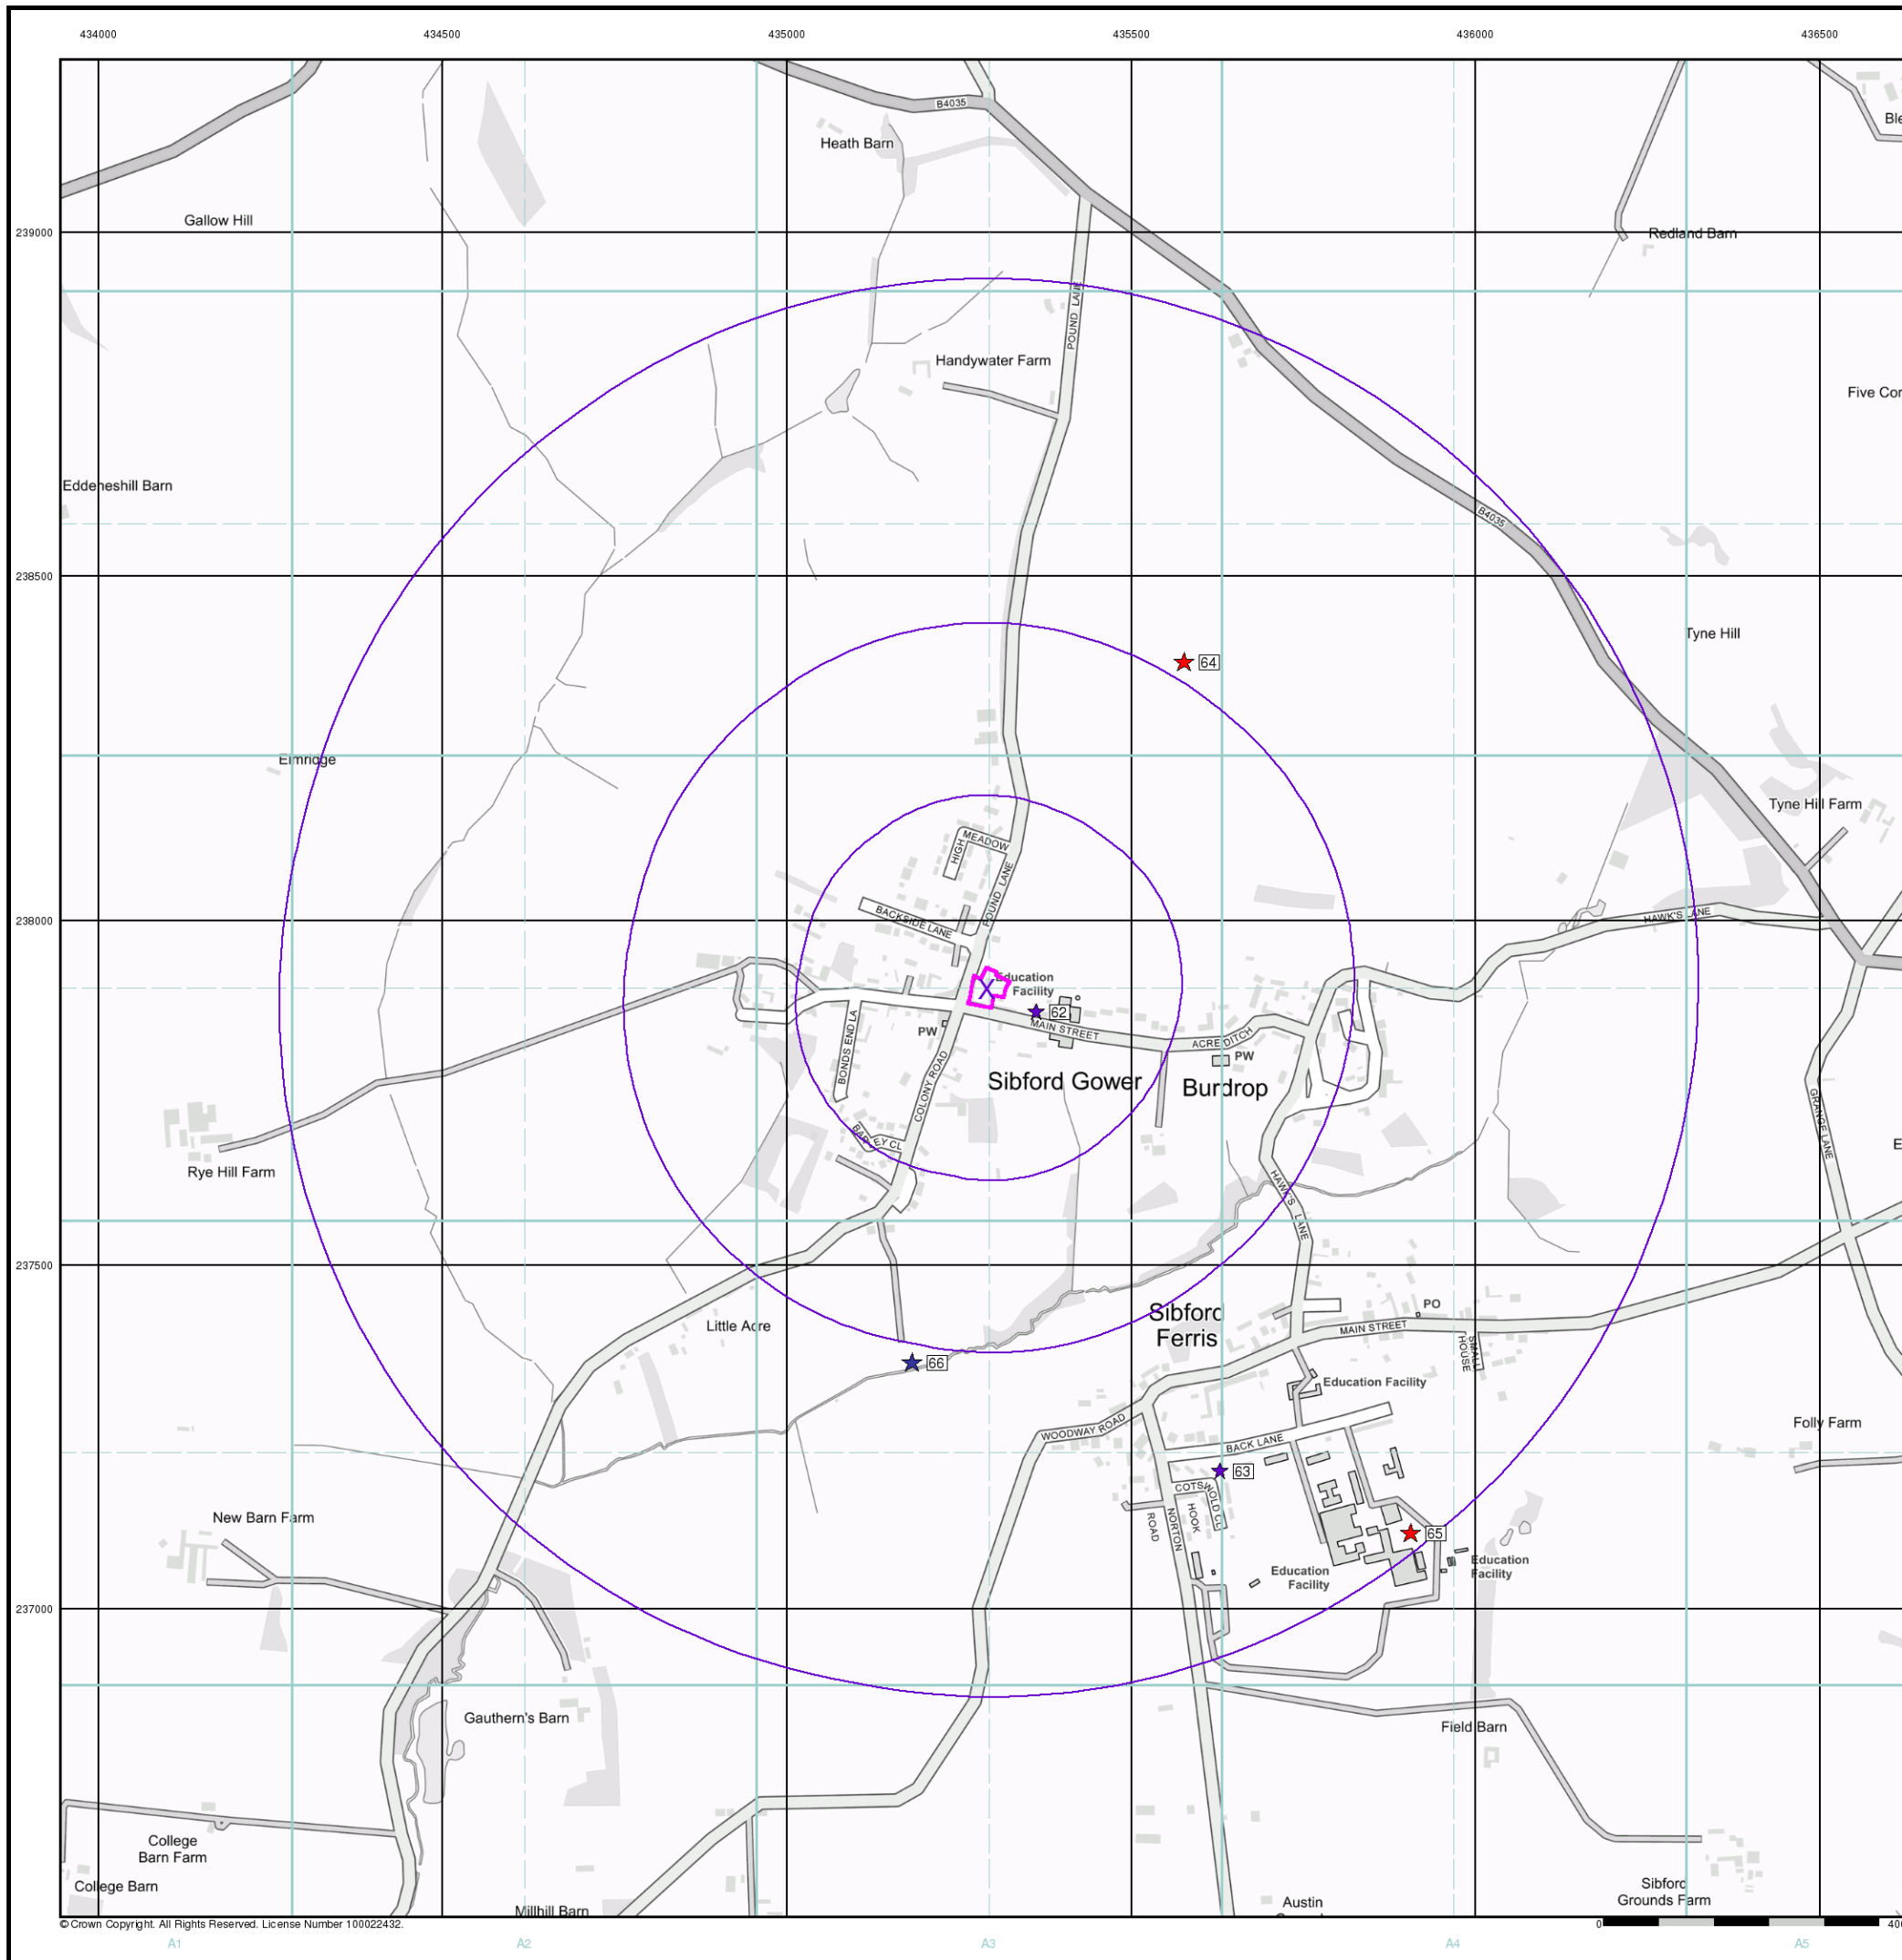 434000 434500 435000 435500 436000 436500
B4035
Heath Barn
Gallow Hill
239000
Redland Barn
POUND LANE
Handywater Farm
Eddeneshill Barn
B4035
238500
Tyne Hill
64
Elmridge
Tyne Hill Farm
HIGH MEADOW
POUND LANE
BACKSIDE LANE
HAWK'S LANE
238000
X
Education
Facility
62
PW
MAIN STREET
ACRE DITCH
PW
BONDS END LA
COLONY ROAD
Sibford Gower
Burdrop
BARLEY CL
GRANGE LANE
Rye Hill Farm
HAWK'S LANE
237500
Sibford
Ferris
PO
MAIN STREET
SMALL
HOUSE
Little Acre
66
Education Facility
Folly Farm
WOODWAY ROAD
BACK LANE
63
COTSWOLD CL
HOOK
NORTON
ROAD
New Barn Farm
65
Education
Facility
Education
Facility
237000
Gauthern's Barn
Field Barn
College
Barn Farm
College Barn
Sibford
Grounds Farm
Millhill Barn
Austin
© Crown Copyright. All Rights Reserved. License Number 100022432.
0
A1 A2 A3 A4 A5